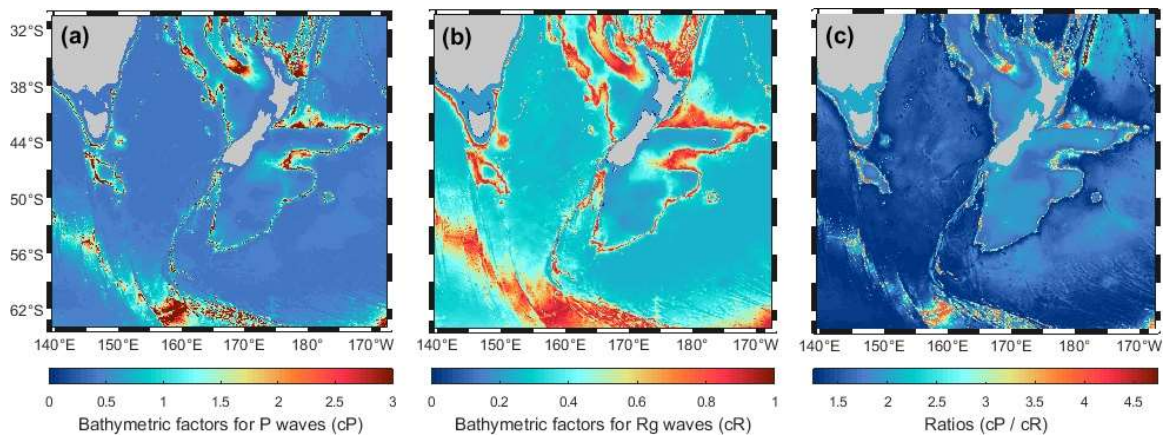 (a) (b) (c)
32°S
38°S
44°S
50°S
56°S
62°S
140°E 150°E 160°E 170°E 180° 170°W 140°E 150°E 160°E 170°E 180° 170°W 140°E 150°E 160°E 170°E 180° 170°W
0 0.5 1 1.5 2 2.5 3 0 0.2 0.4 0.6 0.8 1 1.5 2 2.5 3 3.5 4 4.5
Bathymetric factors for P waves (cP) Bathymetric factors for Rg waves (cR) Ratios (cP / cR)